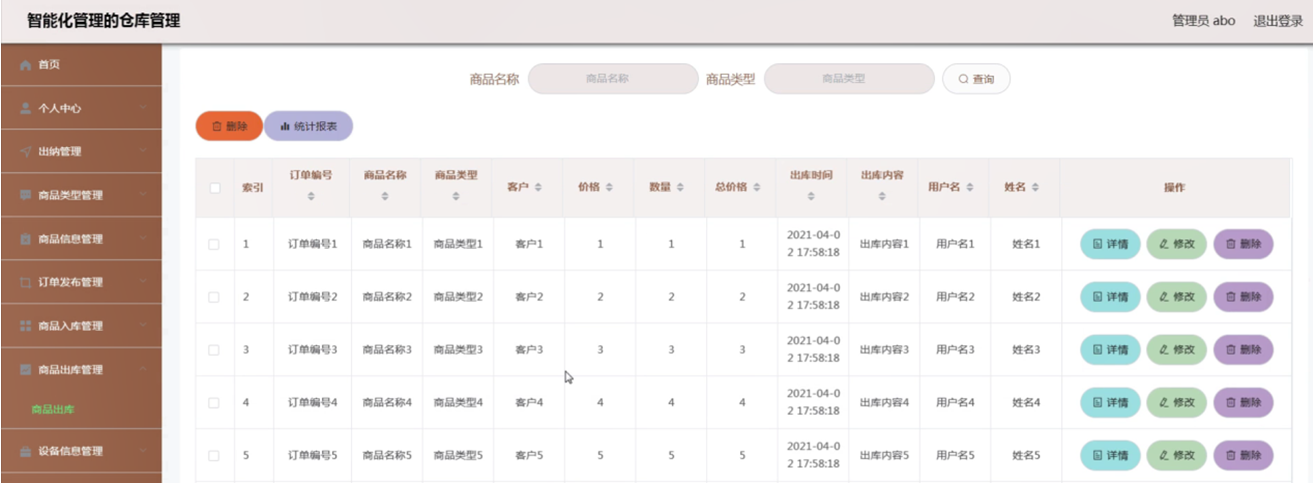 智能化管理的仓库管理
管理员 abo 退出登录
首页
个人中心
出纳管理
商品类型管理
商品信息管理
订单发布管理
商品入库管理
商品出库管理
商品出库
设备信息管理
商品名称 商品名称 商品类型 商品类型 查询
删除 统计报表
索引 订单编号 商品名称 商品类型 客户 价格 数量 总价格 出库时间 出库内容 用户名 姓名 操作
1 订单编号1 商品名称1 商品类型1 客户1 1 1 1 2021-04-0 出库内容1 用户名1 姓名1 详情 修改 删除
2 17:58:18
2 订单编号2 商品名称2 商品类型2 客户2 2 2 2 2021-04-0 出库内容2 用户名2 姓名2 详情 修改 删除
2 17:58:18
3 订单编号3 商品名称3 商品类型3 客户3 3 3 3 2021-04-0 出库内容3 用户名3 姓名3 详情 修改 删除
2 17:58:18
4 订单编号4 商品名称4 商品类型4 客户4 4 4 4 2021-04-0 出库内容4 用户名4 姓名4 详情 修改 删除
2 17:58:18
5 订单编号5 商品名称5 商品类型5 客户5 5 5 5 2021-04-0 出库内容5 用户名5 姓名5 详情 修改 删除
2 17:58:18